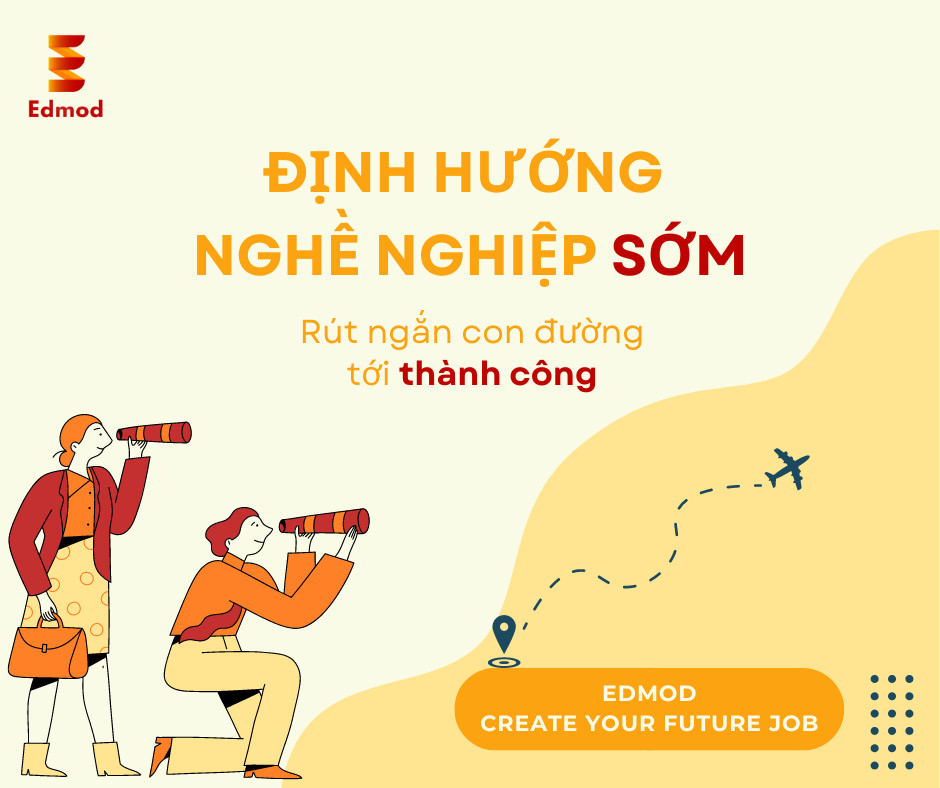 Edmod
ĐỊNH HƯỚNG
NGHỀ NGHIỆP SỚM
Rút ngắn con đường
tới thành công
EDMOD
CREATE YOUR FUTURE JOB